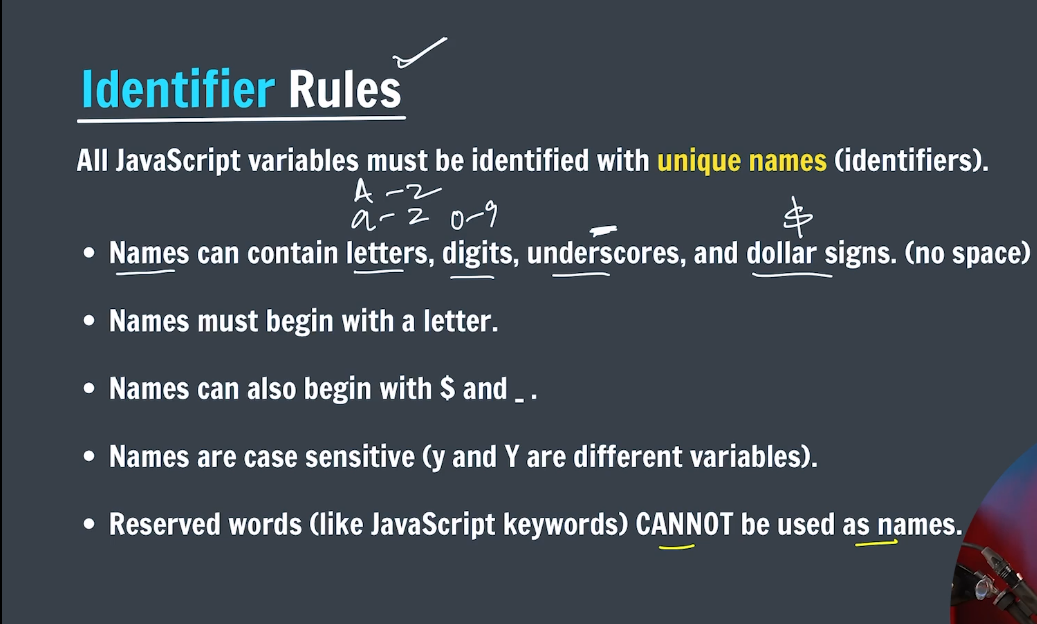 Identifier Rules
All JavaScript variables must be identified with unique names (identifiers).
A - Z
a - z 0-9 _ $
• Names can contain letters, digits, underscores, and dollar signs. (no space)
• Names must begin with a letter.
• Names can also begin with $ and _ .
• Names are case sensitive (y and Y are different variables).
• Reserved words (like JavaScript keywords) CANNOT be used as names.